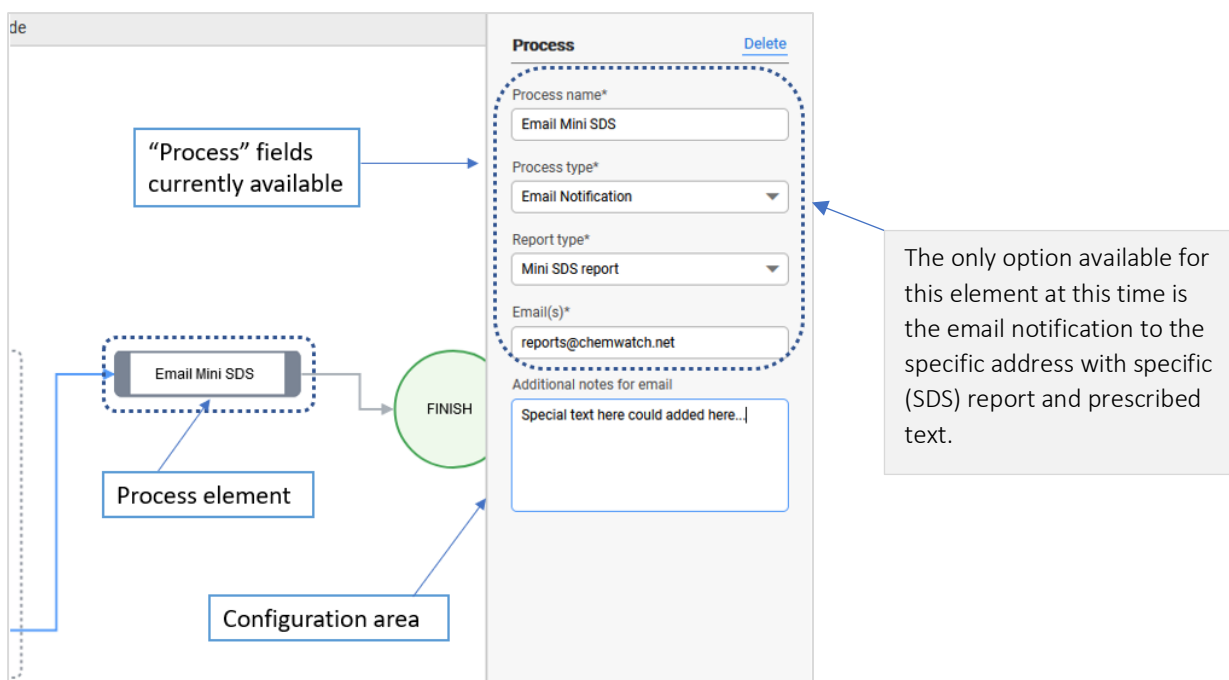 de
Process
Delete
Process name*
Email Mini SDS
"Process" fields
currently available
Process type*
Email Notification
Report type*
Mini SDS report
The only option available for
this element at this time is
the email notification to the
specific address with specific
(SDS) report and prescribed
text.
Email(s)*
reports@chemwatch.net
Email Mini SDS
FINISH
Additional notes for email
Special text here could added here...
Process element
Configuration area